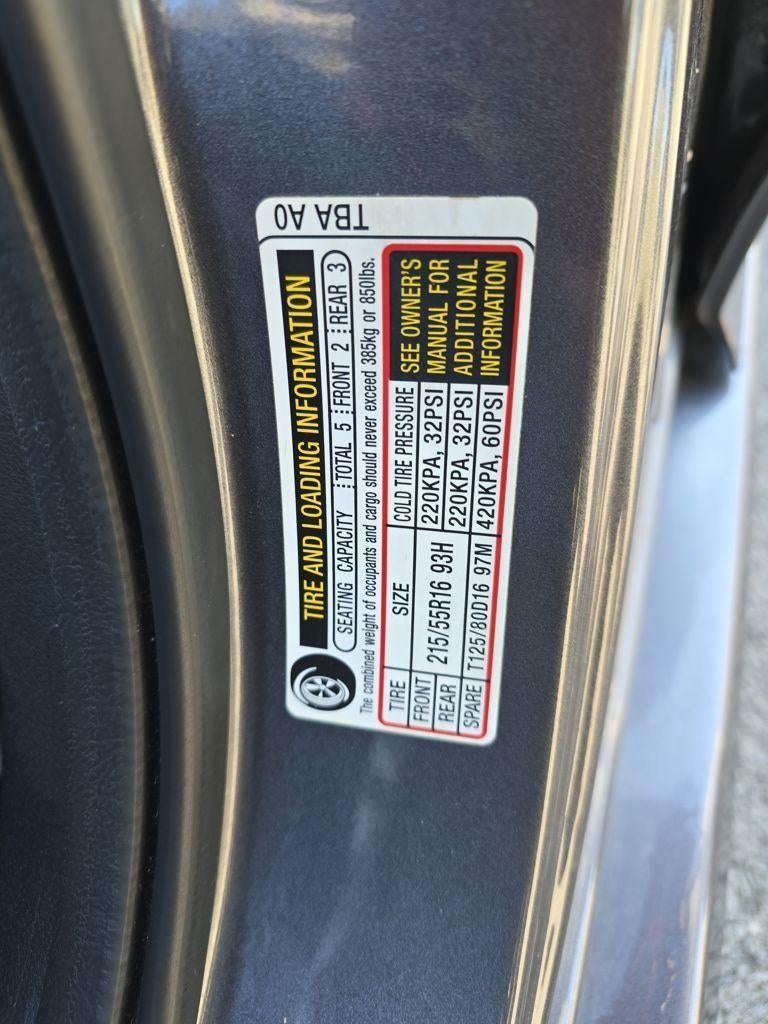 TIRE AND LOADING INFORMATION
SEATING CAPACITY TOTAL 5 FRONT 2 REAR 3
The combined weight of occupants and cargo should never exceed 385kg or 850lbs.
TIRE SIZE COLD TIRE PRESSURE
FRONT 215/55R16 93H 220KPA, 32PSI
REAR 220KPA, 32PSI
SPARE T125/80D16 97M 420KPA, 60PSI
SEE OWNER'S
MANUAL FOR
ADDITIONAL
INFORMATION
TBA A0